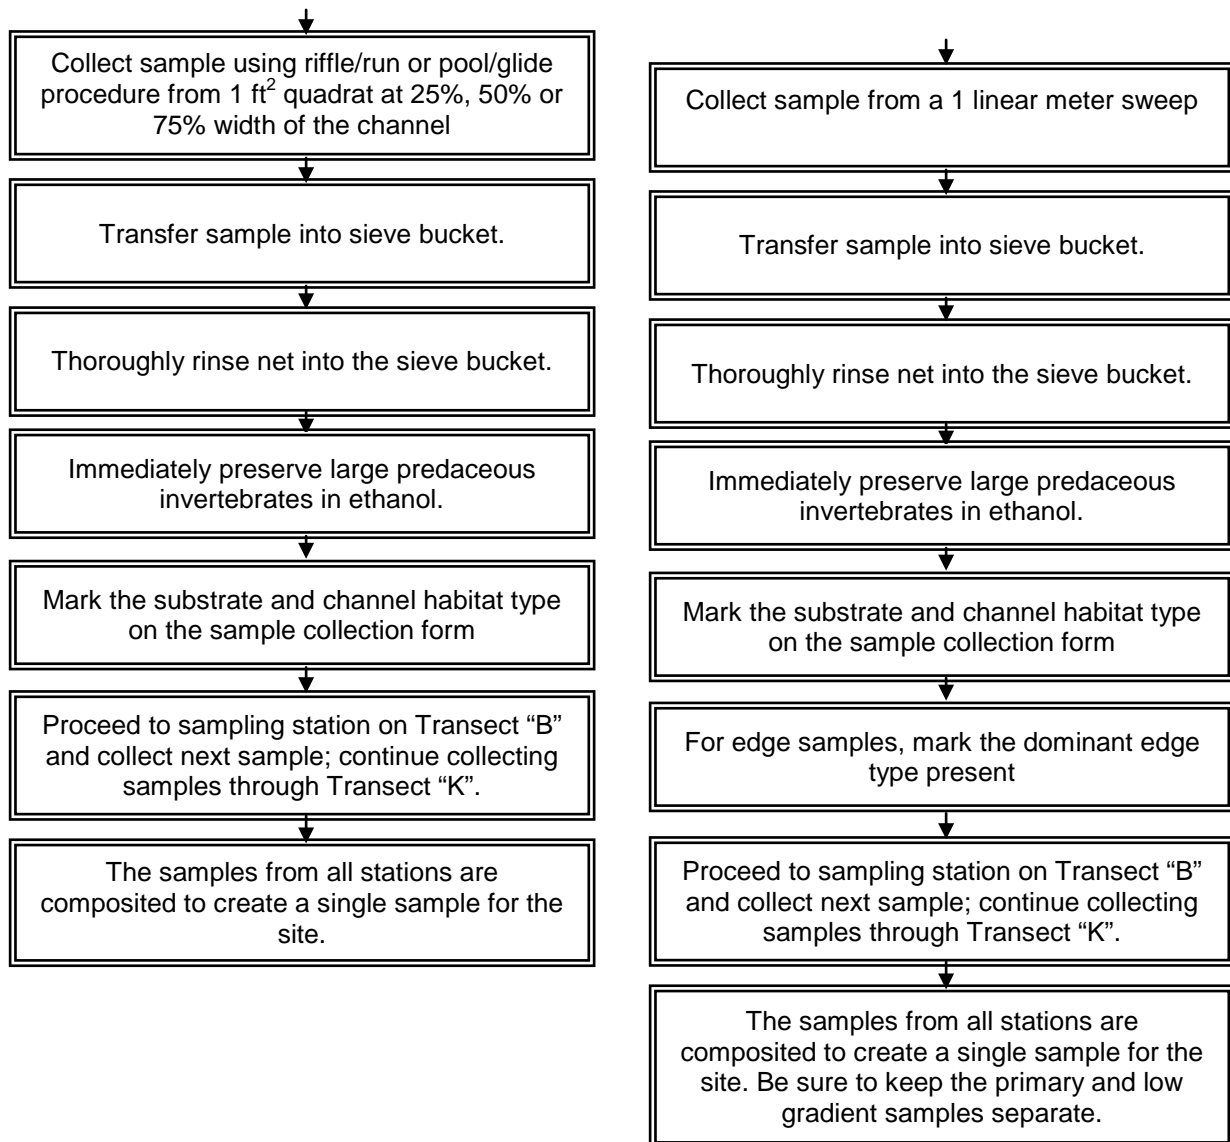 Collect sample using riffle/run or pool/glide
procedure from 1 ft² quadrat at 25%, 50% or
75% width of the channel
Transfer sample into sieve bucket.
Thoroughly rinse net into the sieve bucket.
Immediately preserve large predaceous
invertebrates in ethanol.
Mark the substrate and channel habitat type
on the sample collection form
Proceed to sampling station on Transect “B”
and collect next sample; continue collecting
samples through Transect “K”.
The samples from all stations are
composited to create a single sample for the
site.
Collect sample from a 1 linear meter sweep
Transfer sample into sieve bucket.
Thoroughly rinse net into the sieve bucket.
Immediately preserve large predaceous
invertebrates in ethanol.
Mark the substrate and channel habitat type
on the sample collection form
For edge samples, mark the dominant edge
type present
Proceed to sampling station on Transect “B”
and collect next sample; continue collecting
samples through Transect “K”.
The samples from all stations are
composited to create a single sample for the
site. Be sure to keep the primary and low
gradient samples separate.